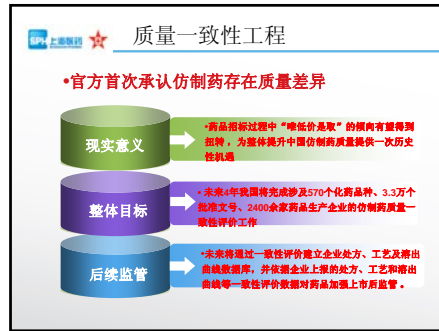 SPH 上海医药
质量一致性工程
•官方首次承认仿制药存在质量差异
现实意义
•药品招标过程中“唯低价是取”的倾向有望得到
扭转，为整体提升中国仿制药质量提供一次历史
性机遇
整体目标
•未来4年我国将完成涉及570个化药品种、3.3万个
批准文号、2400余家药品生产企业的仿制药质量一
致性评价工作
后续监管
•未来将通过一致性评价建立企业处方、工艺及溶出
曲线数据库，并依据企业上报的处方、工艺和溶出
曲线等一致性评价数据对药品加强上市后监管。